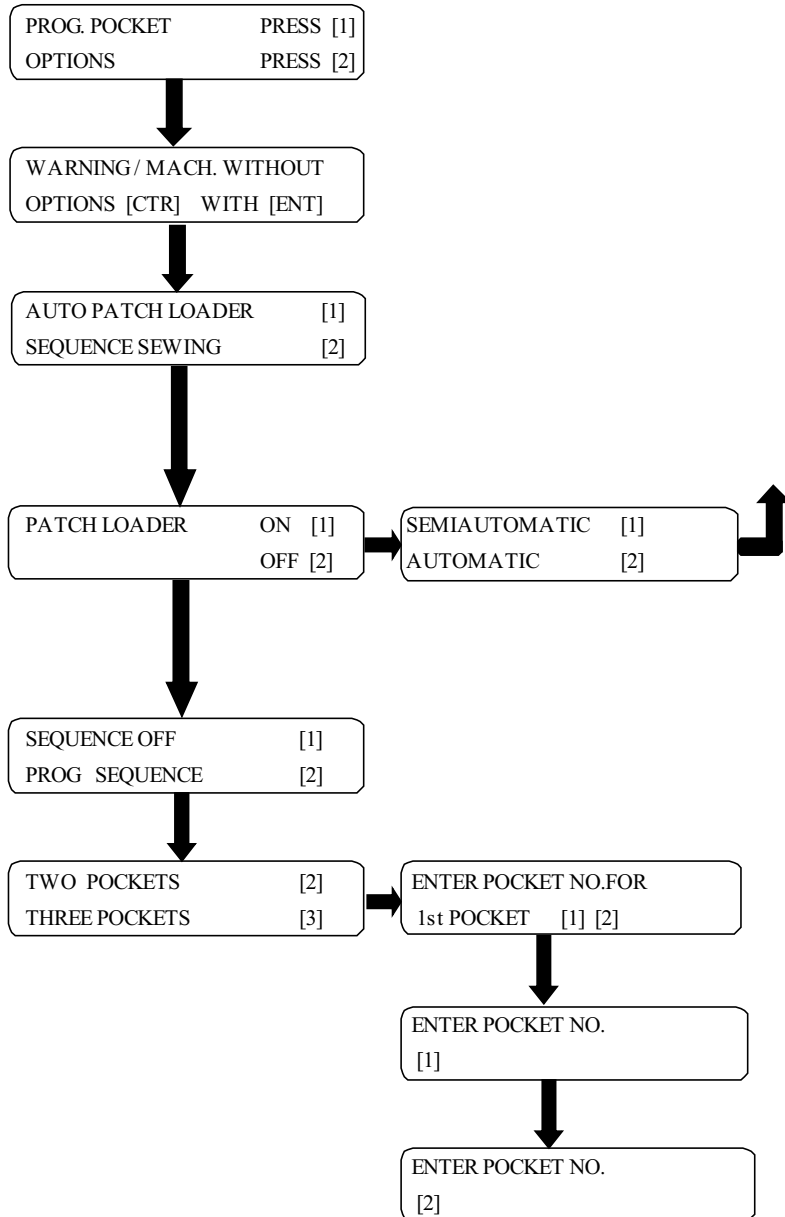 PROG. POCKET PRESS [1]
OPTIONS PRESS [2]
WARNING / MACH. WITHOUT
OPTIONS [CTR] WITH [ENT]
AUTO PATCH LOADER [1]
SEQUENCE SEWING [2]
PATCH LOADER ON [1]
OFF [2]
SEMIAUTOMATIC [1]
AUTOMATIC [2]
SEQUENCE OFF [1]
PROG SEQUENCE [2]
TWO POCKETS [2]
THREE POCKETS [3]
ENTER POCKET NO.FOR
1st POCKET [1] [2]
ENTER POCKET NO.
[1]
ENTER POCKET NO.
[2]